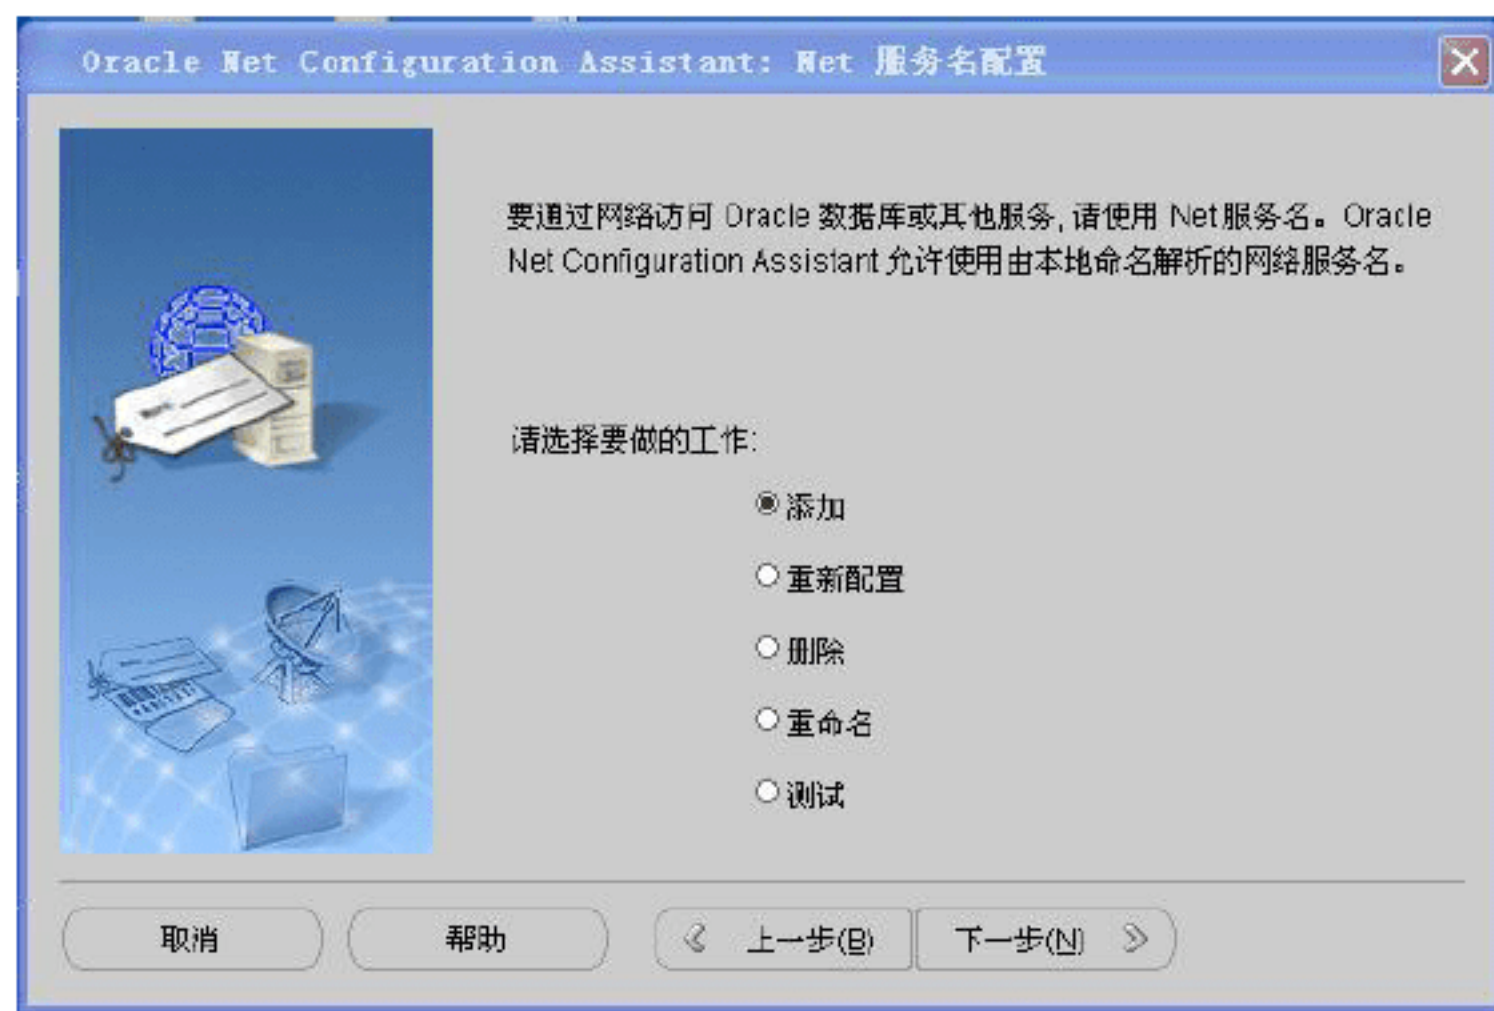 Oracle Net Configuration Assistant: Net 服务名配置
要通过网络访问 Oracle 数据库或其他服务, 请使用 Net 服务名。Oracle
Net Configuration Assistant 允许使用由本地命名解析的网络服务名。
请选择要做的工作:
添加
重新配置
删除
重命名
测试
取消 帮助 上一步(B) 下一步(N)